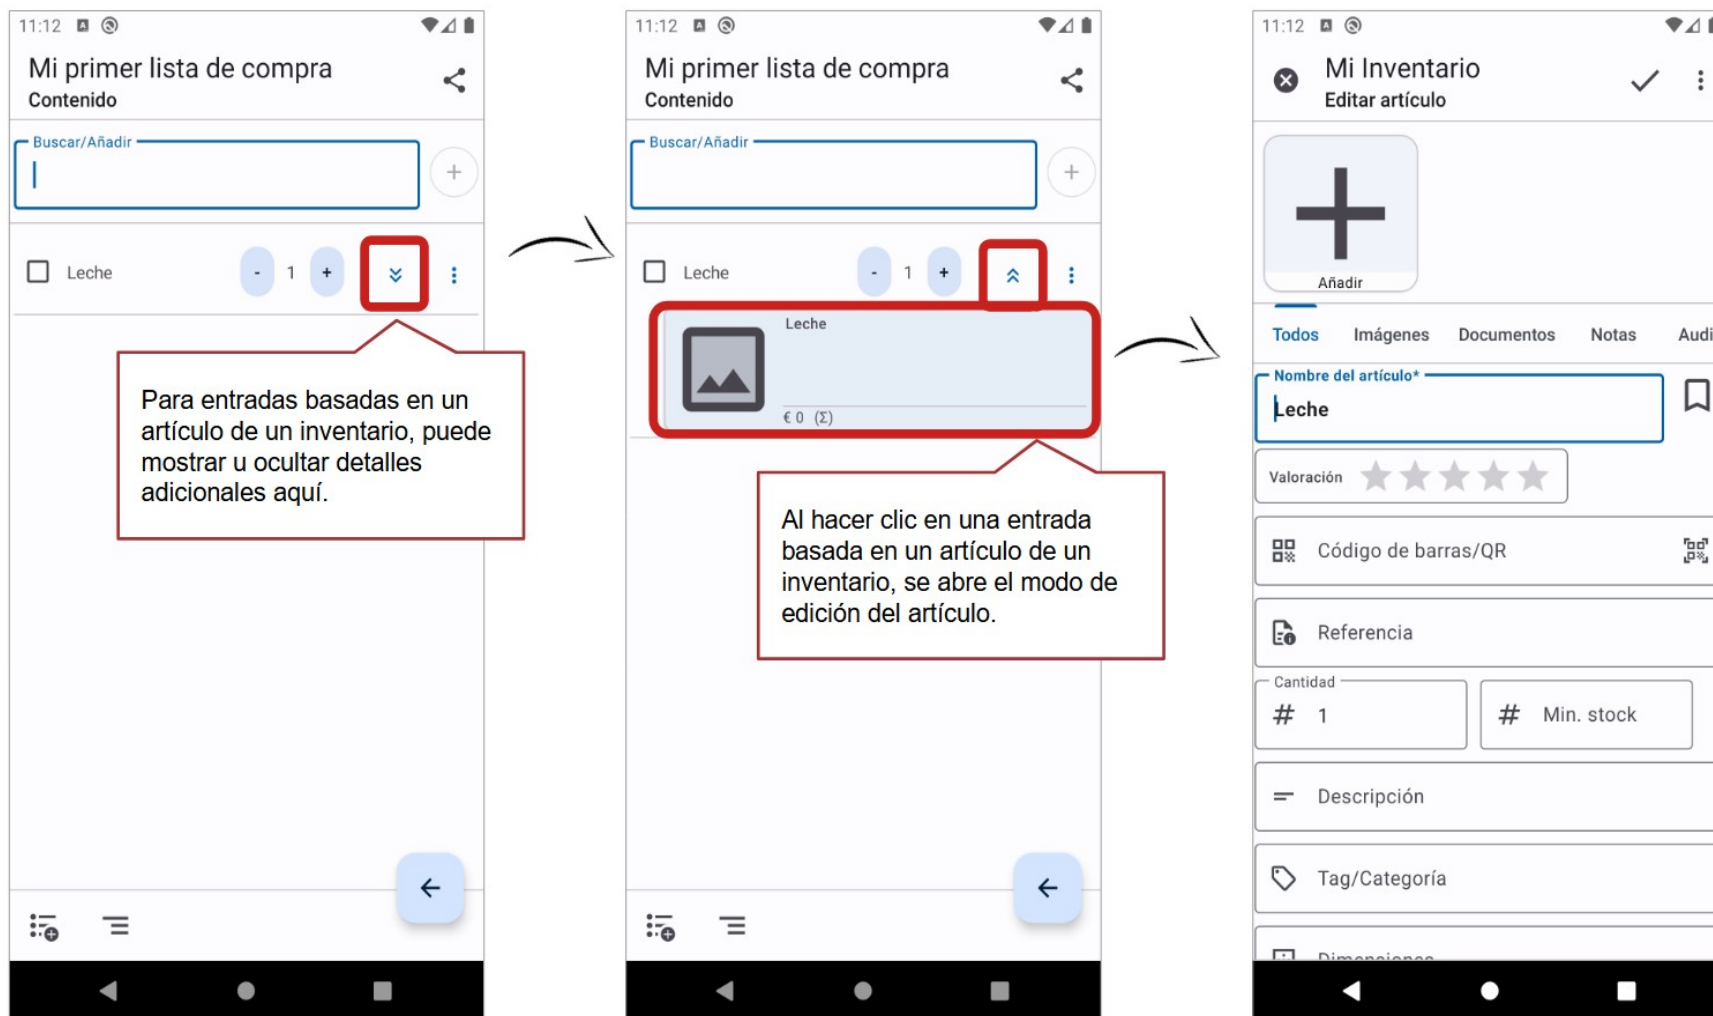 11:12
Mi primer lista de compra
Contenido
Buscar/Añadir
+
Leche - 1 +
Para entradas basadas en un
artículo de un inventario, puede
mostrar u ocultar detalles
adicionales aquí.
11:12
Mi primer lista de compra
Contenido
Buscar/Añadir
+
Leche - 1 +
Leche
€ 0 (Σ)
Al hacer clic en una entrada
basada en un artículo de un
inventario, se abre el modo de
edición del artículo.
11:12
Mi Inventario
Editar artículo
Añadir
Todos Imágenes Documentos Notas Audi
Nombre del artículo*
Leche
Valoración
Código de barras/QR
Referencia
Cantidad
# 1 # Min. stock
Descripción
Tag/Categoría
Dimensiones